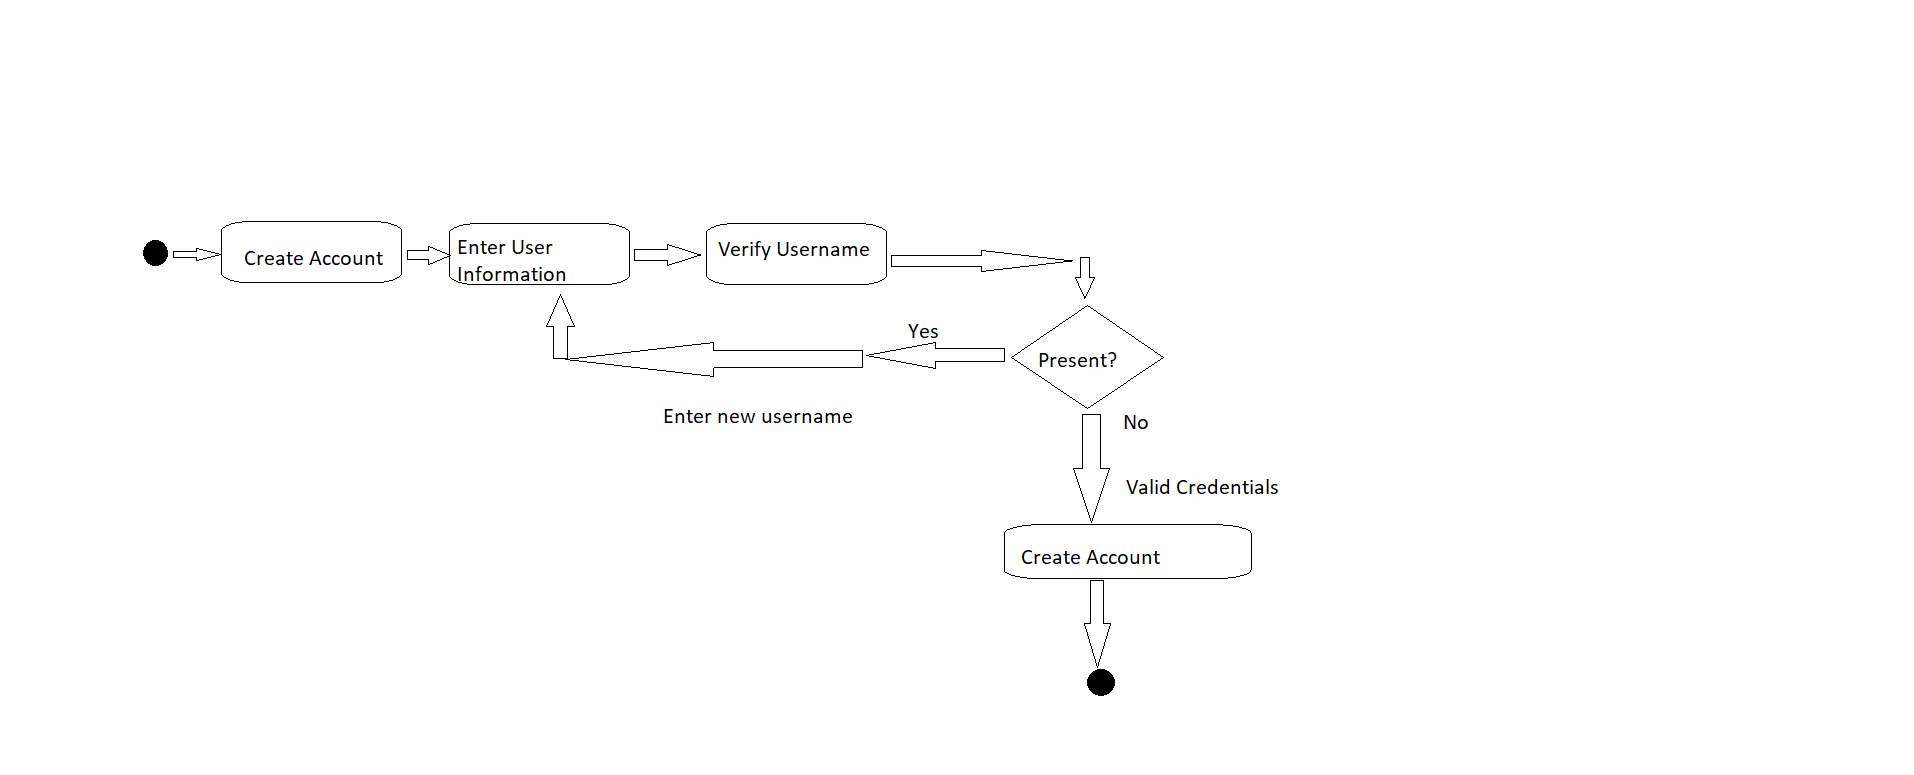 Create Account
Enter User
Information
Verify Username
Yes
Present?
Enter new username
No
Valid Credentials
Create Account